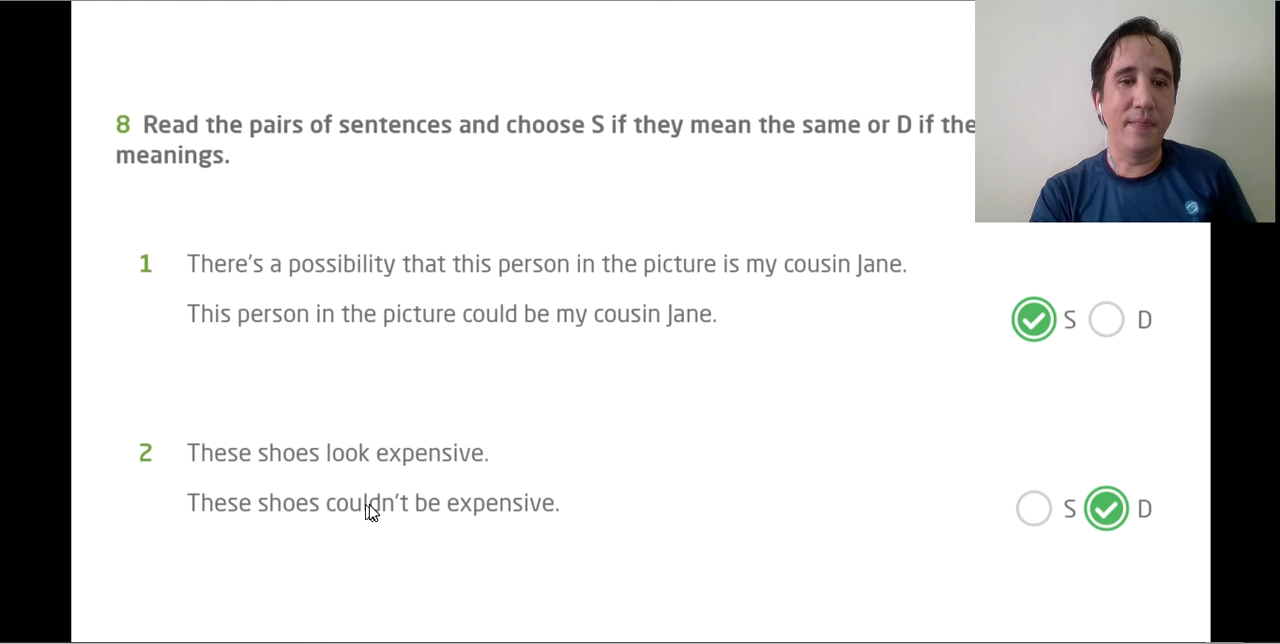 8 Read the pairs of sentences and choose S if they mean the same or D if the
meanings.
1 There's a possibility that this person in the picture is my cousin Jane.
This person in the picture could be my cousin Jane. S D
2 These shoes look expensive.
These shoes couldn't be expensive. S D